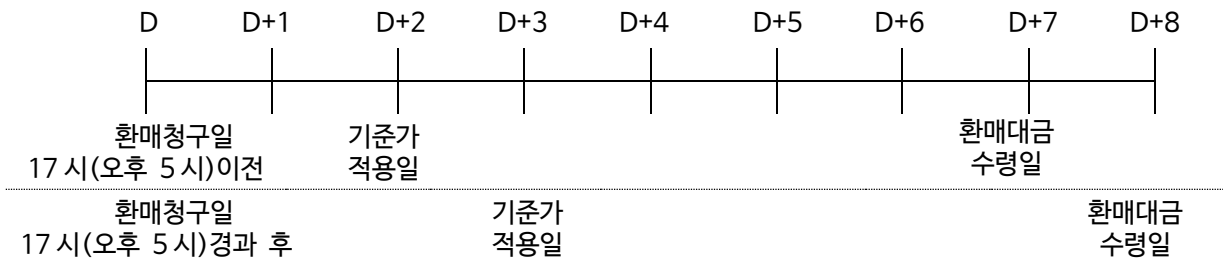 D D+1 D+2 D+3 D+4 D+5 D+6 D+7 D+8
환매청구일 기준가 환매대금
17 시(오후 5 시)이전 적용일 수령일
환매청구일 기준가 환매대금
17 시(오후 5 시)경과 후 적용일 수령일